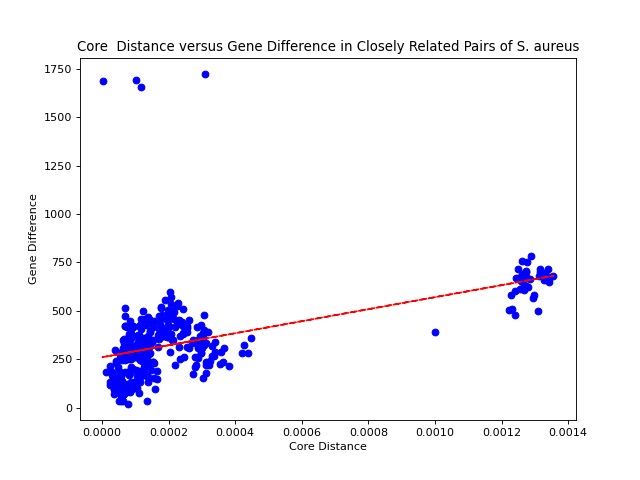 Core  Distance versus Gene Difference in Closely Related Pairs of S. aureus
1750
1500
1250
1000
750
500
250
0
Gene Difference
0.0000 0.0002 0.0004 0.0006 0.0008 0.0010 0.0012 0.0014
Core Distance